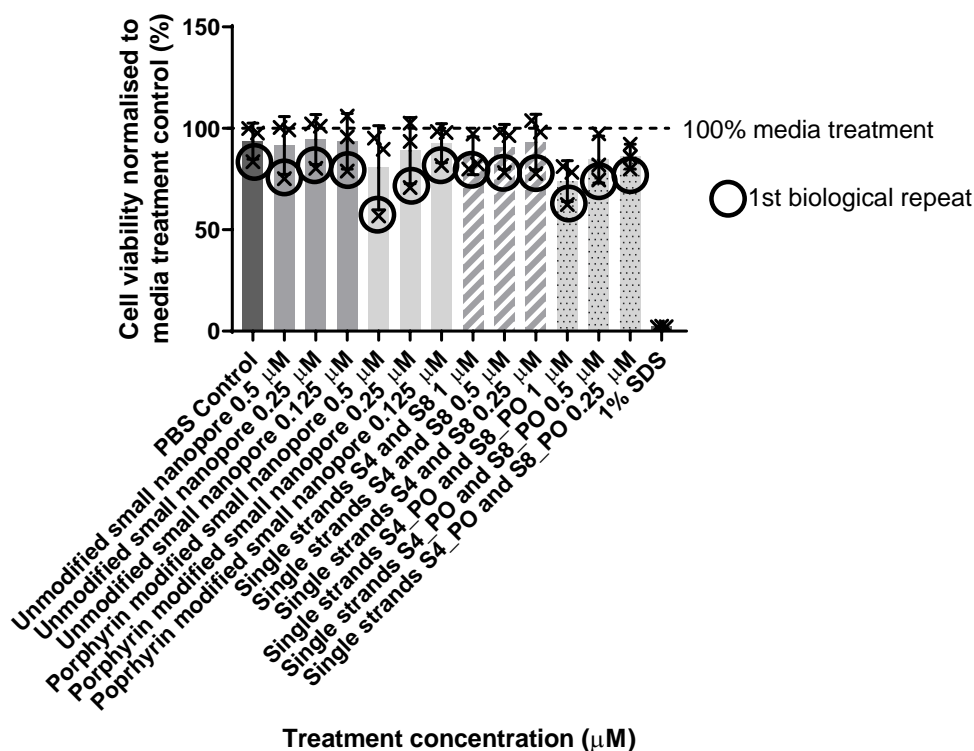 Cell viability normalised to
media treatment control (%)
150
100
50
0
100% media treatment
1st biological repeat
PBS Control
Unmodified small nanopore 0.5 μM
Unmodified small nanopore 0.25 μM
Unmodified small nanopore 0.125 μM
Porphyrin modified small nanopore 0.5 μM
Porphyrin modified small nanopore 0.25 μM
Poprhyrin modified small nanopore 0.125 μM
Single strands S4 and S8 1 μM
Single strands S4 and S8 0.5 μM
Single strands S4 and S8 0.25 μM
Single strands S4_PO and S8_PO 1 μM
Single strands S4_PO and S8_PO 0.5 μM
Single strands S4_PO and S8_PO 0.25 μM
1% SDS
Treatment concentration (μM)